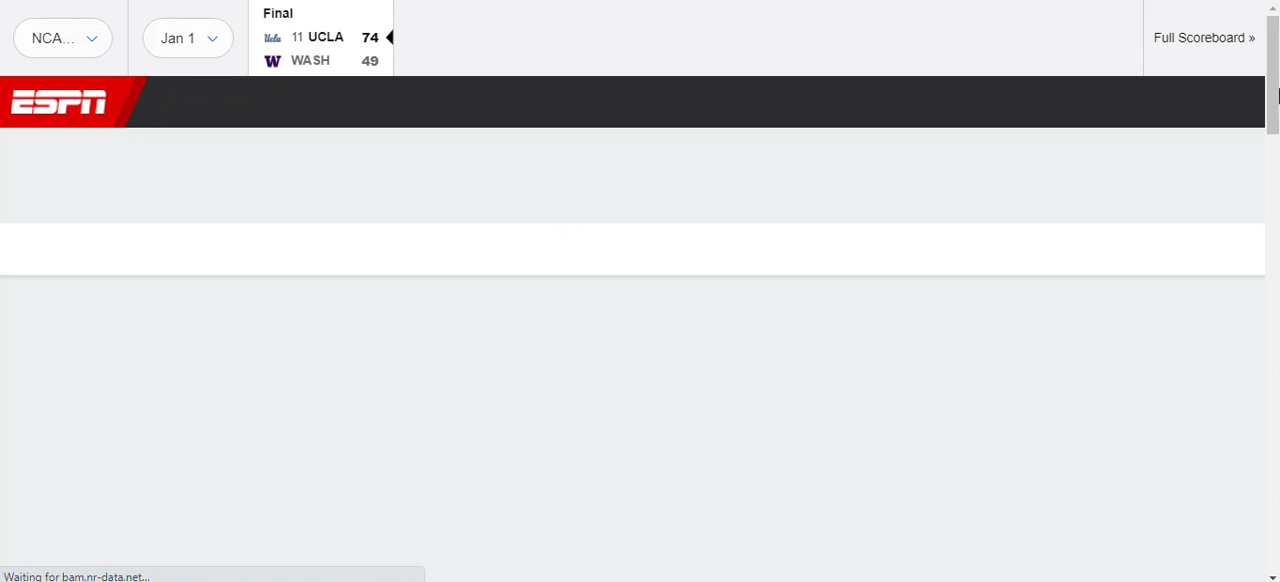 NCA...
Jan 1
Final
Ucla 11 UCLA 74
W WASH 49
Full Scoreboard »
ESPN
Waiting for bam.nr-data.net...